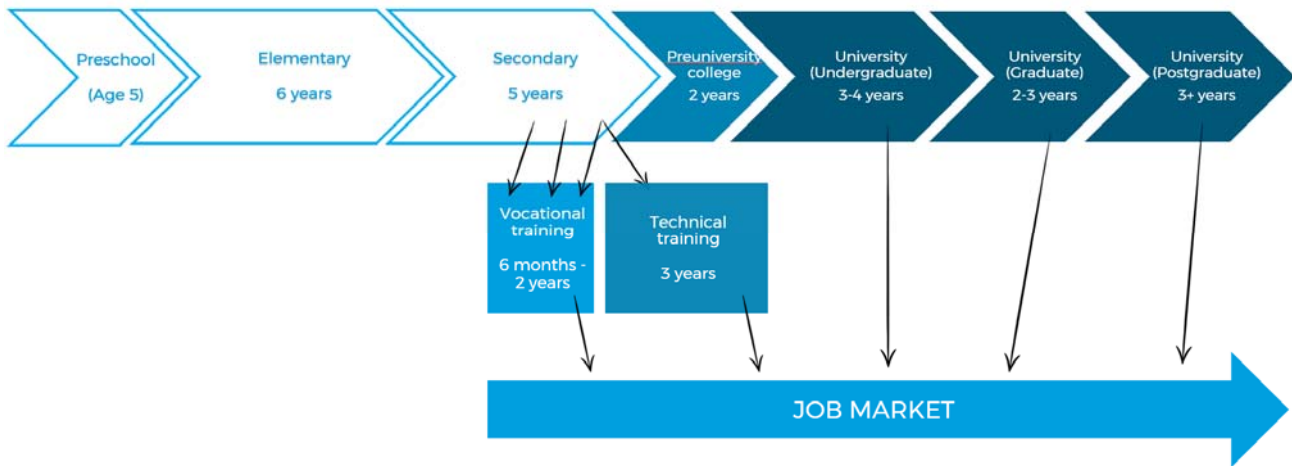 Preschool
(Age 5)
Elementary
6 years
Secondary
5 years
Preuniversity
college
2 years
University
(Undergraduate)
3-4 years
University
(Graduate)
2-3 years
University
(Postgraduate)
3+ years
Vocational
training
6 months -
2 years
Technical
training
3 years
JOB MARKET